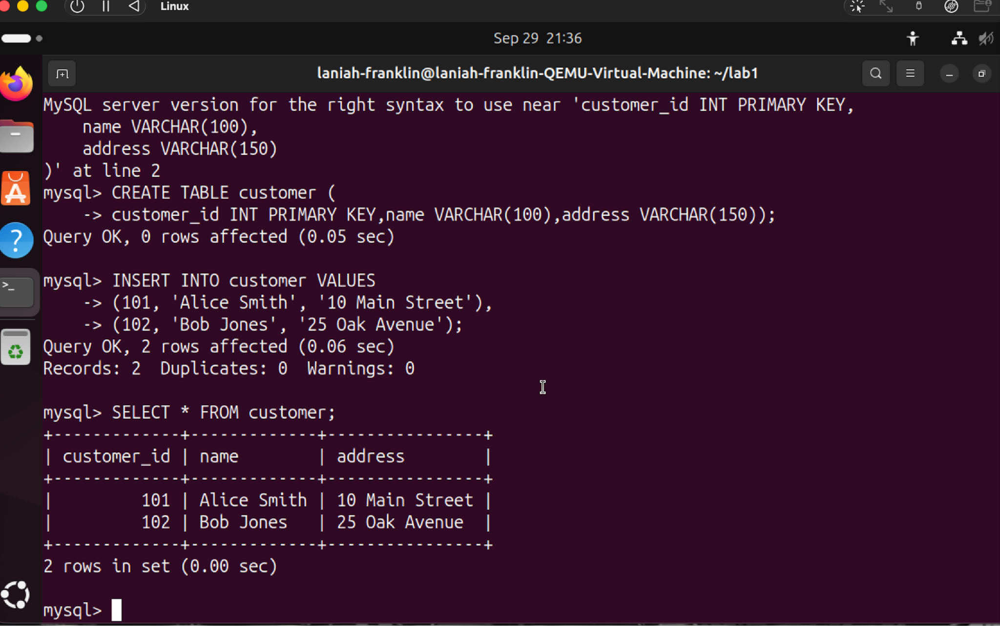 Linux
Sep 29 21:36
laniah-franklin@laniah-franklin-QEMU-Virtual-Machine: ~/lab1
MySQL server version for the right syntax to use near 'customer_id INT PRIMARY KEY,
    name VARCHAR(100),
    address VARCHAR(150)
)' at line 2
mysql> CREATE TABLE customer (
    -> customer_id INT PRIMARY KEY,name VARCHAR(100),address VARCHAR(150));
Query OK, 0 rows affected (0.05 sec)

mysql> INSERT INTO customer VALUES
    -> (101, 'Alice Smith', '10 Main Street'),
    -> (102, 'Bob Jones', '25 Oak Avenue');
Query OK, 2 rows affected (0.06 sec)
Records: 2  Duplicates: 0  Warnings: 0

mysql> SELECT * FROM customer;
+-------------+-------------+----------------+
| customer_id | name        | address        |
+-------------+-------------+----------------+
|         101 | Alice Smith | 10 Main Street |
|         102 | Bob Jones   | 25 Oak Avenue  |
+-------------+-------------+----------------+
2 rows in set (0.00 sec)

mysql>